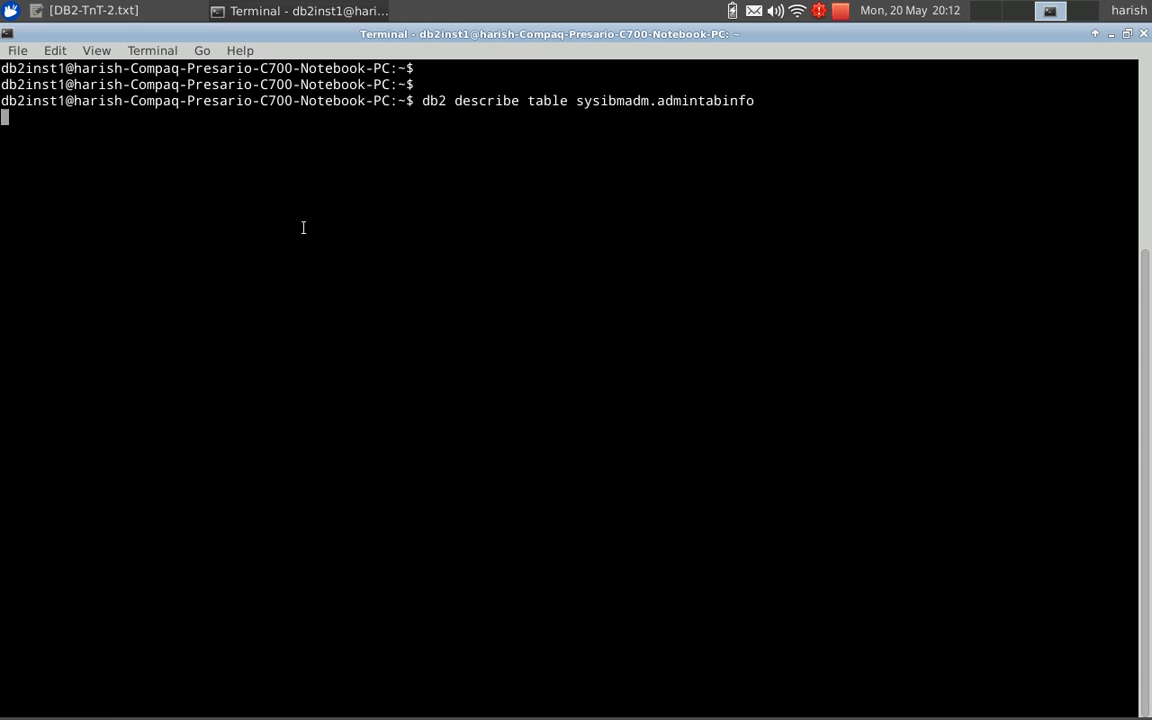 [DB2-TnT-2.txt] Terminal - db2inst1@hari... Mon, 20 May 20:12 harish
Terminal - db2inst1@harish-Compaq-Presario-C700-Notebook-PC: ~
File Edit View Terminal Go Help
db2inst1@harish-Compaq-Presario-C700-Notebook-PC:~$
db2inst1@harish-Compaq-Presario-C700-Notebook-PC:~$
db2inst1@harish-Compaq-Presario-C700-Notebook-PC:~$ db2 describe table sysibmadm.admintabinfo